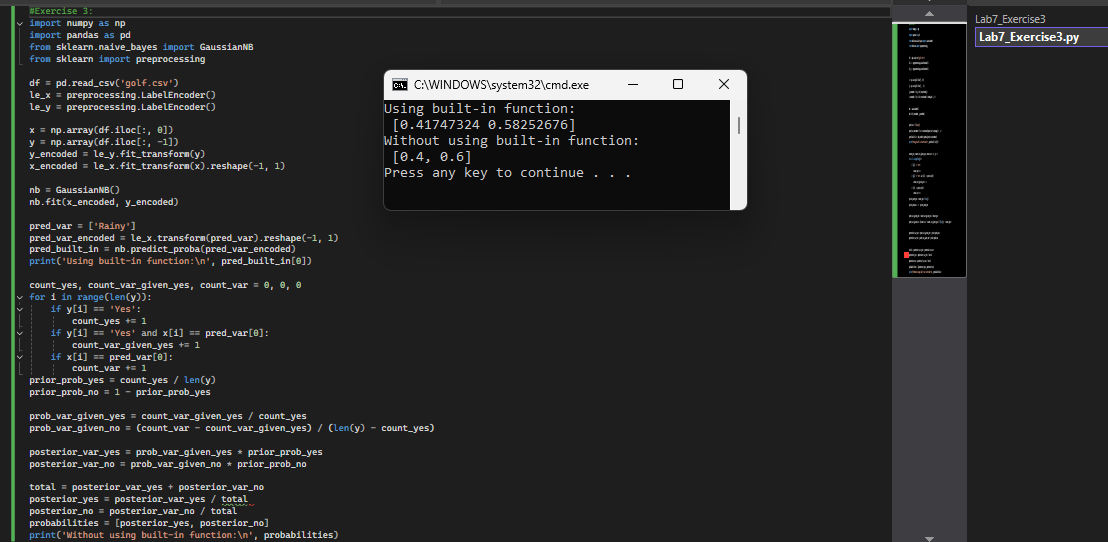 #Exercise 3:
import numpy as np
import pandas as pd
from sklearn.naive_bayes import GaussianNB
from sklearn import preprocessing
df = pd.read_csv('golf.csv')
le_x = preprocessing.LabelEncoder()
le_y = preprocessing.LabelEncoder()
x = np.array(df.iloc[:, 0])
y = np.array(df.iloc[:, -1])
y_encoded = le_y.fit_transform(y)
x_encoded = le_x.fit_transform(x).reshape(-1, 1)
nb = GaussianNB()
nb.fit(x_encoded, y_encoded)
pred_var = ['Rainy']
pred_var_encoded = le_x.transform(pred_var).reshape(-1, 1)
pred_built_in = nb.predict_proba(pred_var_encoded)
print('Using built-in function:\n', pred_built_in[0])
count_yes, count_var_given_yes, count_var = 0, 0, 0
for i in range(len(y)):
    if y[i] == 'Yes':
        count_yes += 1
    if y[i] == 'Yes' and x[i] == pred_var[0]:
        count_var_given_yes += 1
    if x[i] == pred_var[0]:
        count_var += 1
prior_prob_yes = count_yes / len(y)
prior_prob_no = 1 - prior_prob_yes
prob_var_given_yes = count_var_given_yes / count_yes
prob_var_given_no = (count_var - count_var_given_yes) / (len(y) - count_yes)
posterior_var_yes = prob_var_given_yes * prior_prob_yes
posterior_var_no = prob_var_given_no * prior_prob_no
total = posterior_var_yes + posterior_var_no
posterior_yes = posterior_var_yes / total
posterior_no = posterior_var_no / total
probabilities = [posterior_yes, posterior_no]
print('Without using built-in function:\n', probabilities)
C:\WINDOWS\system32\cmd.exe
Using built-in function:
 [0.41747324 0.58252676]
Without using built-in function:
 [0.4, 0.6]
Press any key to continue . . .
Lab7_Exercise3
Lab7_Exercise3.py